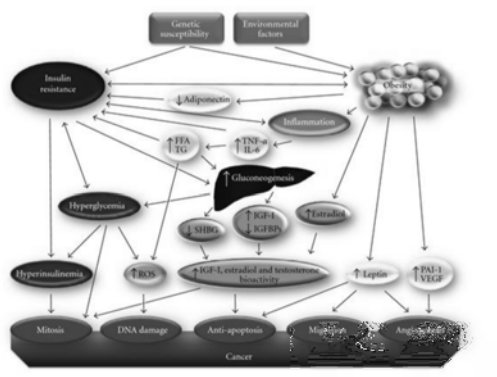 Genetic
susceptibility
Environmental
factors
Insulin
resistance
Obesity
↓ Adiponectin
Inflammation
↑ FFA
TG
↑ TNF-α
IL-6
↑ Gluconeogenesis
Hyperglycemia
↓ SHBG
↑ IGF-1
↓ IGFBPs
↑ Estradiol
Hyperinsulinemia
↑ ROS
↑ IGF-1, estradiol and testosterone
bioactivity
↑ Leptin
↑ PAI-1
VEGF
Mitosis
DNA damage
Anti-apoptosis
Cancer